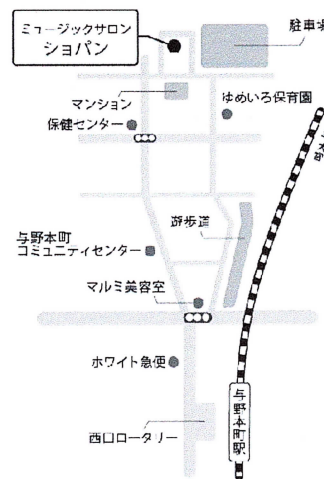 ミュージックサロン
ショパン
駐車場
マンション
ゆめいろ保育園
保健センター
遊歩道
与野本町
コミュニティセンター
マルミ美容室
ホワイト急便
与野本町駅
西口ロータリー